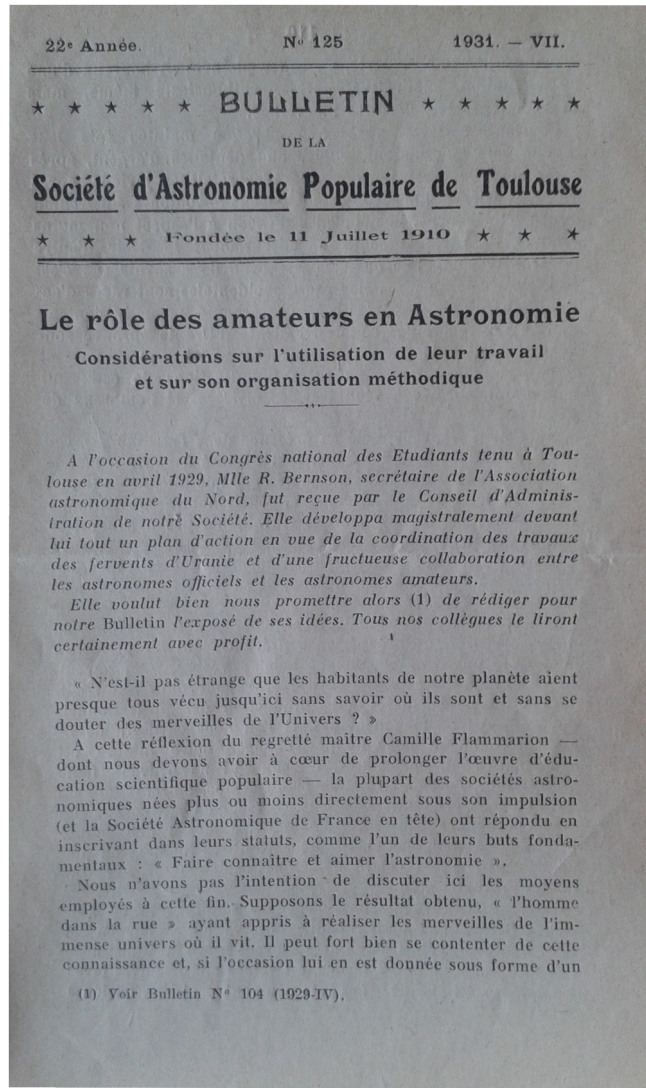 22e Année. No 125 1931. — VII.
★ ★ ★ ★ ★ BULLETIN ★ ★ ★ ★ ★
DE LA
Société d'Astronomie Populaire de Toulouse
★ ★ ★ Fondée le 11 Juillet 1910 ★ ★ ★
Le rôle des amateurs en Astronomie
Considérations sur l'utilisation de leur travail
et sur son organisation méthodique
A l'occasion du Congrès national des Etudiants tenu à Tou-
louse en avril 1929, Mlle R. Bernson, secrétaire de l'Association
astronomique du Nord, fut reçue par le Conseil d'Adminis-
tration de notre Société. Elle développa magistralement devant
lui tout un plan d'action en vue de la coordination des travaux
des fervents d'Uranie et d'une fructueuse collaboration entre
les astronomes officiels et les astronomes amateurs.
Elle voulut bien nous promettre alors (1) de rédiger pour
notre Bulletin l'exposé de ses idées. Tous nos collègues le liront
certainement avec profit.
« N'est-il pas étrange que les habitants de notre planète aient
presque tous vécu jusqu'ici sans savoir où ils sont et sans se
douter des merveilles de l'Univers ? »
A cette réflexion du regretté maître Camille Flammarion —
dont nous devons avoir à cœur de prolonger l'œuvre d'édu-
cation scientifique populaire — la plupart des sociétés astro-
nomiques nées plus ou moins directement sous son impulsion
(et la Société Astronomique de France en tête) ont répondu en
inscrivant dans leurs statuts, comme l'un de leurs buts fonda-
mentaux : « Faire connaître et aimer l'astronomie ».
Nous n'avons pas l'intention de discuter ici les moyens
employés à cette fin. Supposons le résultat obtenu, « l'homme
dans la rue » ayant appris à réaliser les merveilles de l'im-
mense univers où il vit. Il peut fort bien se contenter de cette
connaissance et, si l'occasion lui en est donnée sous forme d'un
(1) Voir Bulletin No 104 (1929-IV).